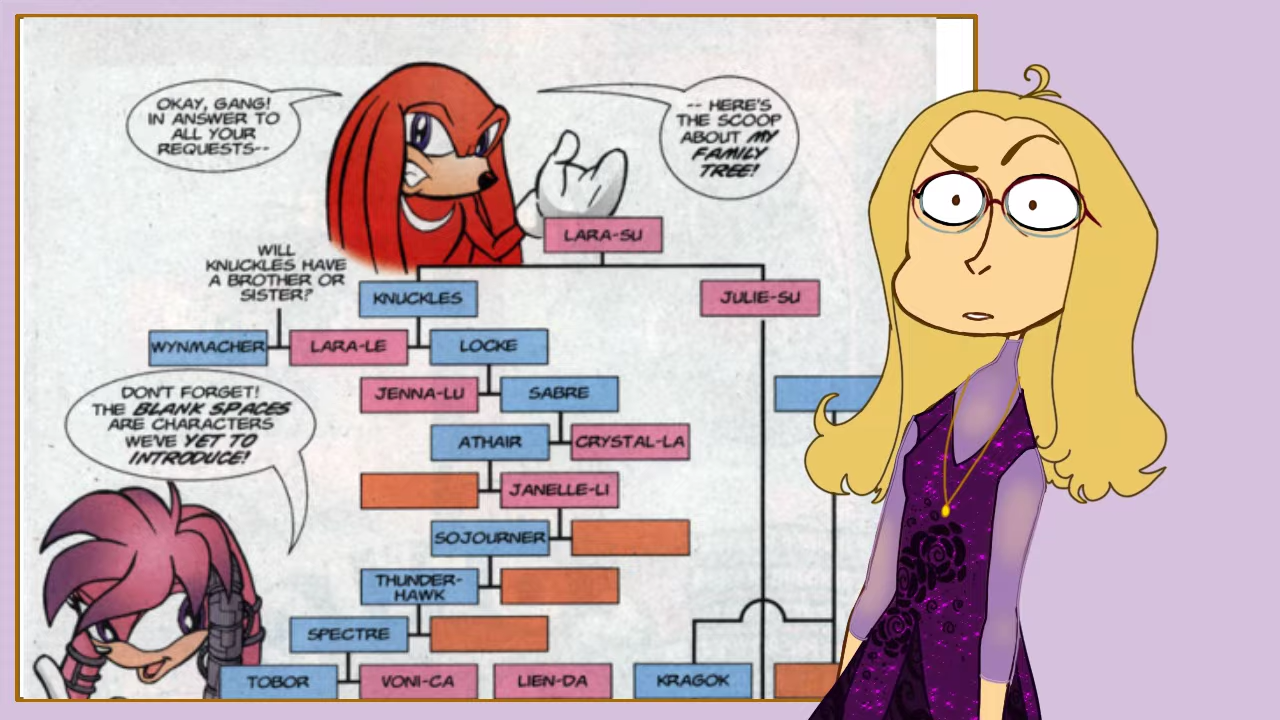 OKAY, GANG!
IN ANSWER TO
ALL YOUR
REQUESTS--
-- HERE'S
THE SCOOP
ABOUT MY
FAMILY
TREE!
LARA-SU
WILL
KNUCKLES HAVE
A BROTHER OR
SISTER?
KNUCKLES
JULIE-SU
WYNMACHER
LARA-LE
LOCKE
DON'T FORGET!
THE BLANK SPACES
ARE CHARACTERS
WE'VE YET TO
INTRODUCE!
JENNA-LU
SABRE
ATHAIR
CRYSTAL-LA
JANELLE-LI
SOJOURNER
THUNDER-
HAWK
SPECTRE
TOBOR
VONI-CA
LIEN-DA
KRAGOK